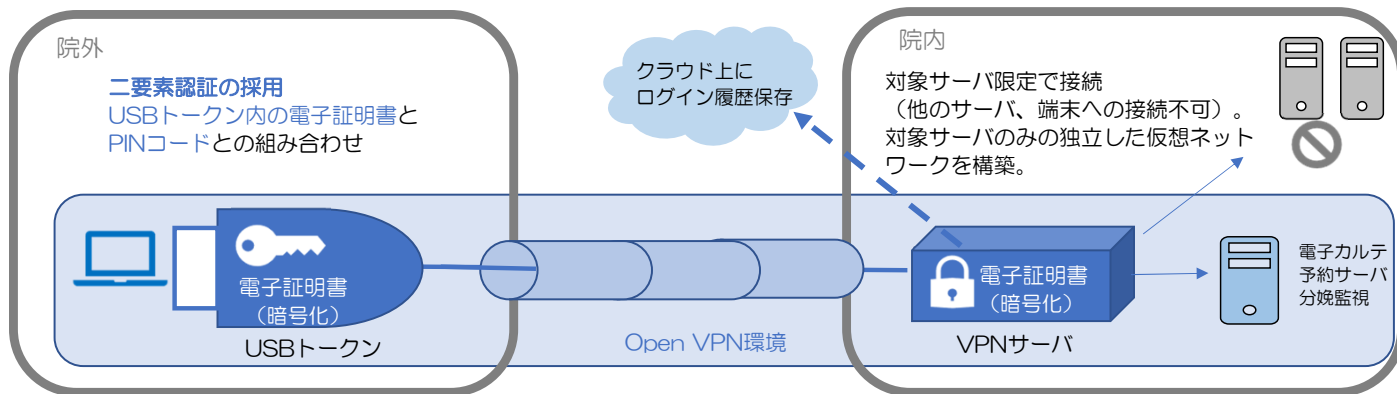 院外
二要素認証の採用
USBトークン内の電子証明書と
PINコードとの組み合わせ
クラウド上に
ログイン履歴保存
院内
対象サーバ限定で接続
（他のサーバ、端末への接続不可）。
対象サーバのみの独立した仮想ネット
ワークを構築。
電子証明書
（暗号化）
USBトークン
Open VPN環境
電子証明書
（暗号化）
VPNサーバ
電子カルテ
予約サーバ
分娩監視